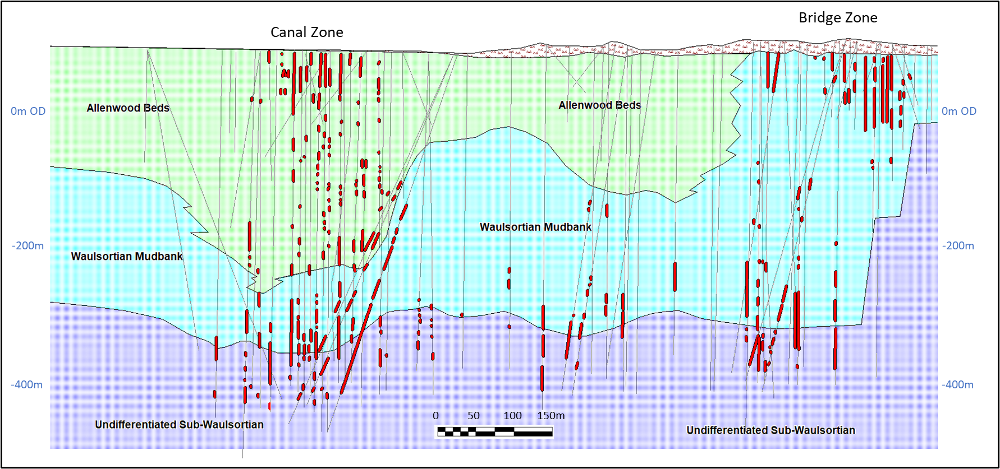 Bridge Zone
Canal Zone
Allenwood Beds
Allenwood Beds
0m OD
0m OD
Waulsortian Mudbank
-200m
-200m
Waulsortian Mudbank
-400m
-400m
0 50 100 150m
Undifferentiated Sub-Waulsortian
Undifferentiated Sub-Waulsortian